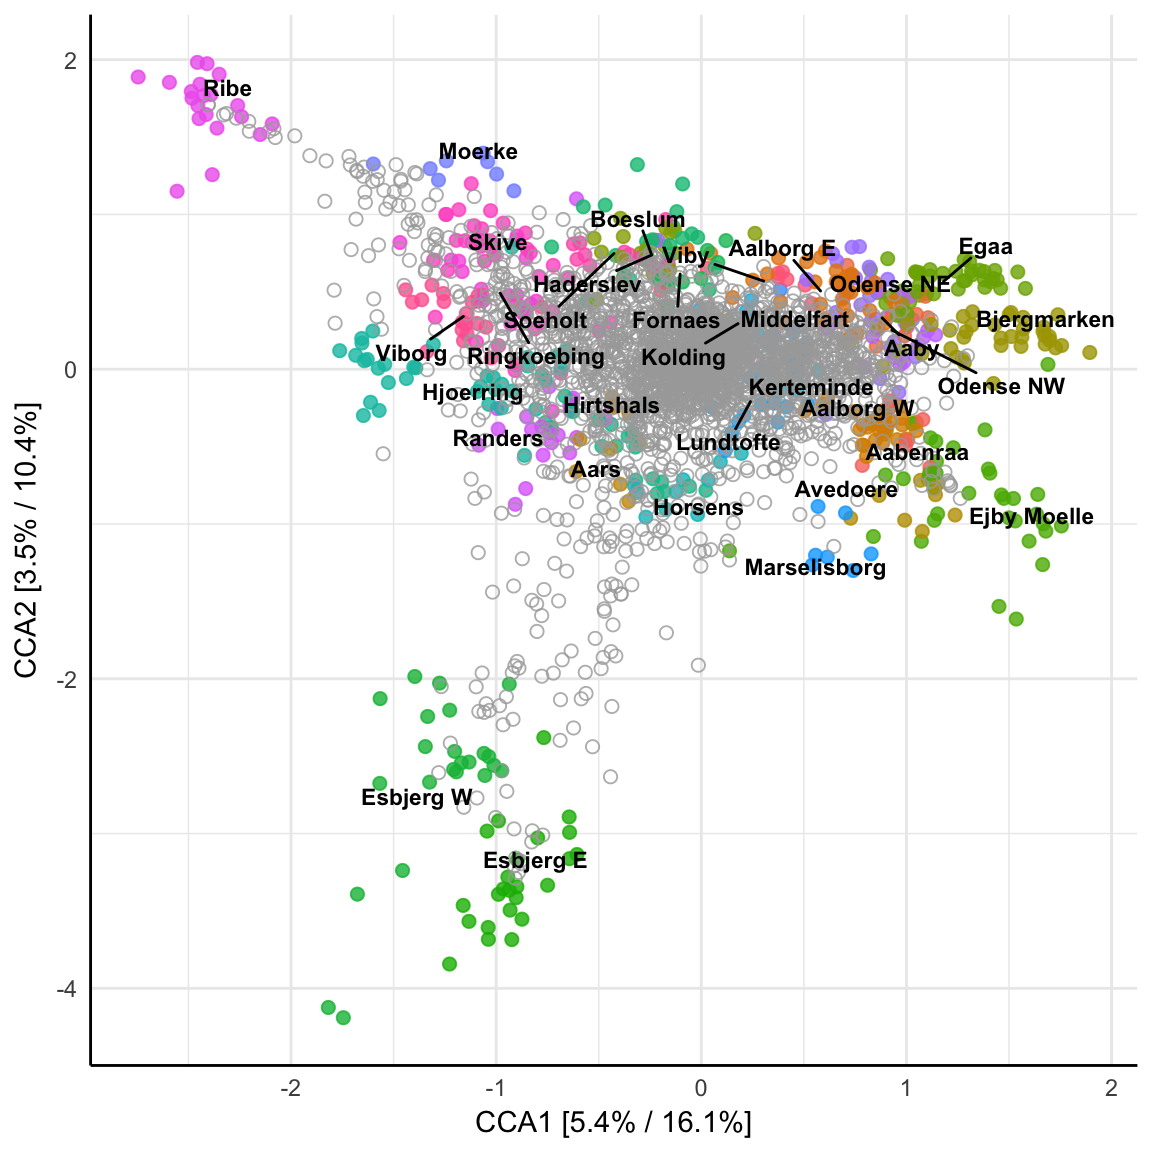 2
0
-2
-4
CCA2 [3.5% / 10.4%]
Ribe
Moerke
Boeslum
Skive
Viby
Aalborg E
Egaa
Haderslev
Odense NE
Soeholt
Fornaes
Middelfart
Bjergmarken
Viborg
Ringkoebing
Kolding
Aaby
Hjoerring
Kerteminde
Odense NW
Hirtshals
Aalborg W
Randers
Lundtofte
Aabenraa
Aars
Avedoere
Horsens
Ejby Moelle
Marselisborg
Esbjerg W
Esbjerg E
-2
-1
0
1
2
CCA1 [5.4% / 16.1%]